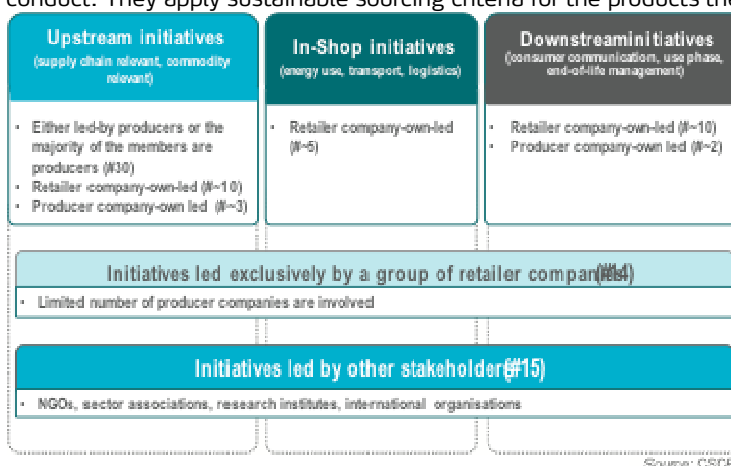 conduct. They apply sustainable sourcing criteria for the products the
Upstream initiatives
(supply chain relevant, commodity
relevant)
• Either led-by producers or the
majority of the members are
producers (#30)
• Retailer company-own-led (#~10)
• Producer company-own led (#~3)
In-Shop initiatives
(energy use, transport, logistics)
• Retailer company-own-led
(#~5)
Downstreaminitiatives
(consumer communication, use phase,
end-of-life management)
• Retailer company-own-led (#~10)
• Producer company-own led (#~2)
Initiatives led exclusively by a group of retailer companies(#14)
• Limited number of producer companies are involved
Initiatives led by other stakeholder(#15)
• NGOs, sector associations, research institutes, international organisations
Source: